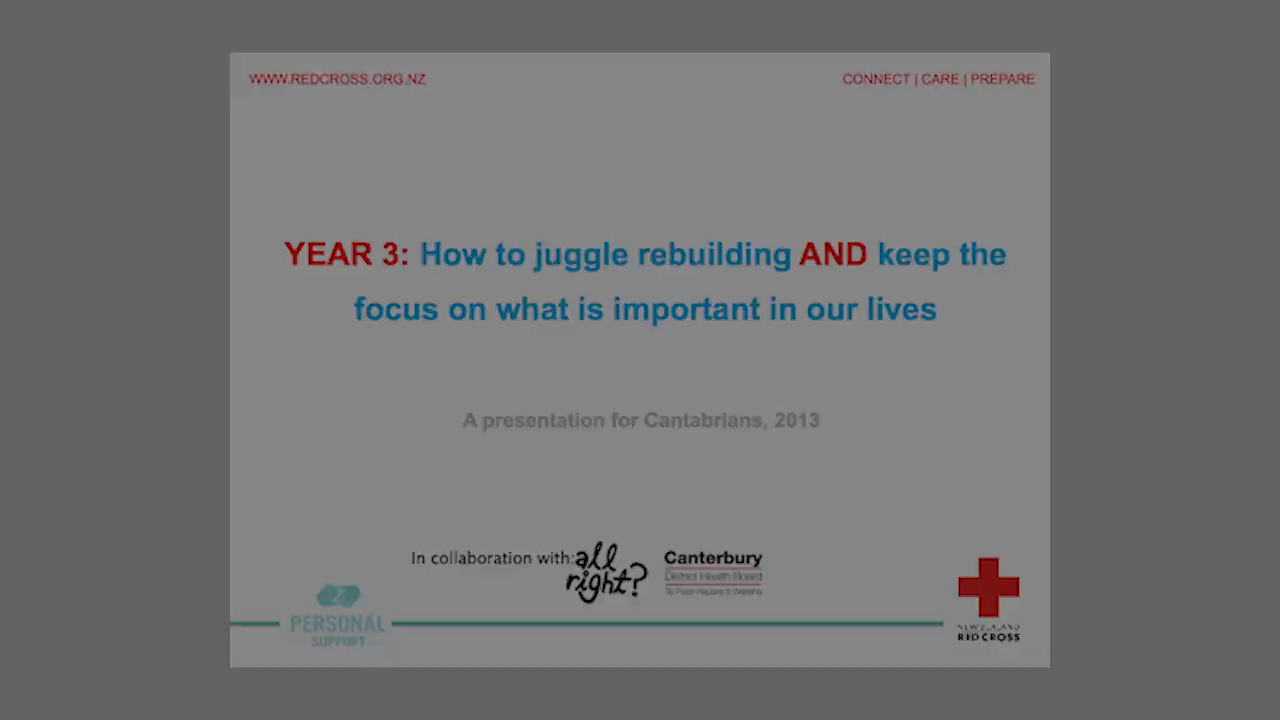 WWW.REDCROSS.ORG.NZ
CONNECT | CARE | PREPARE
YEAR 3: How to juggle rebuilding AND keep the
focus on what is important in our lives
A presentation for Cantabrians, 2013
In collaboration with:
all
right?
Canterbury
District Health Board
2
PERSONAL
SUPPORT
RED CROSS